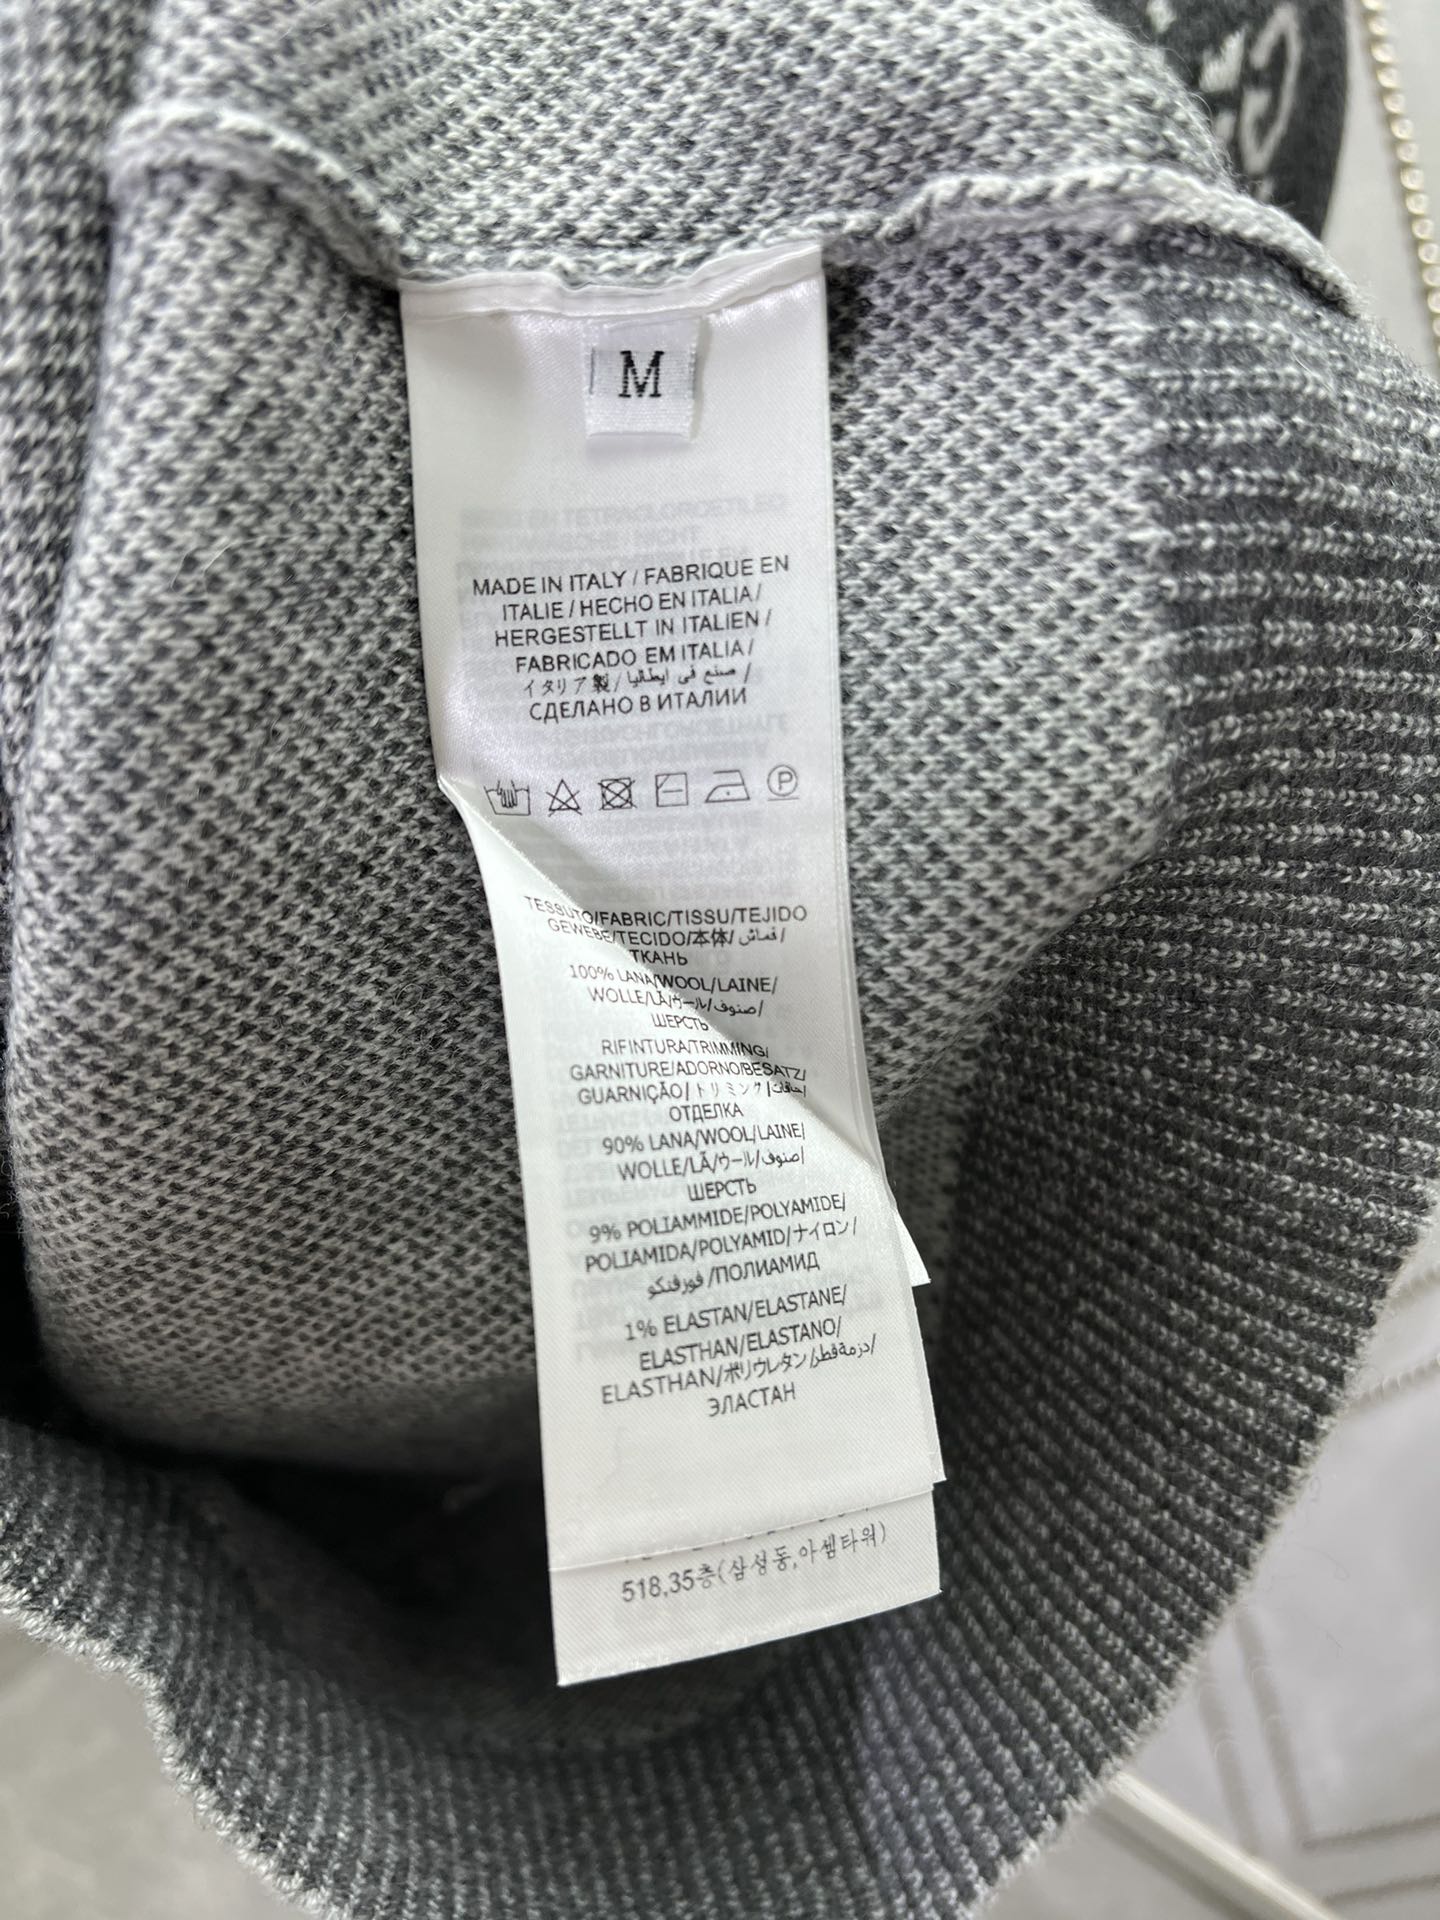 M
MADE IN ITALY / FABRIQUE EN
ITALIE / HECHO EN ITALIA /
HERGESTELLT IN ITALIEN /
FABRICADO EM ITALIA /
イタリア製 / صنع في ايطاليا /
СДЕЛАНО В ИТАЛИИ
P
TESSUTO/FABRIC/TISSU/TEJIDO
GEWEBE/TECIDO/本体/قماش/
ТКАНЬ
100% LANA/WOOL/LAINE/
WOLLE/LÃ/ウール/صنوف/
ШЕРСТЬ
RIFINTURA/TRIMMING/
GARNITURE/ADORNO/BESATZ/
GUARNIÇÃO/トリミング/حافات/
ОТДЕЛКА
90% LANA/WOOL/LAINE/
WOLLE/LÃ/ウール/صنوف/
ШЕРСТЬ
9% POLIAMMIDE/POLYAMIDE/
POLIAMIDA/POLYAMID/ナイロン/
فورفنكو/ПОЛИАМИД
1% ELASTAN/ELASTANE/
ELASTHAN/ELASTANO/
ELASTHAN/ポリウレタン/درمةفطر/
ЭЛАСТАН
518,35층(삼성동,아셈타워)